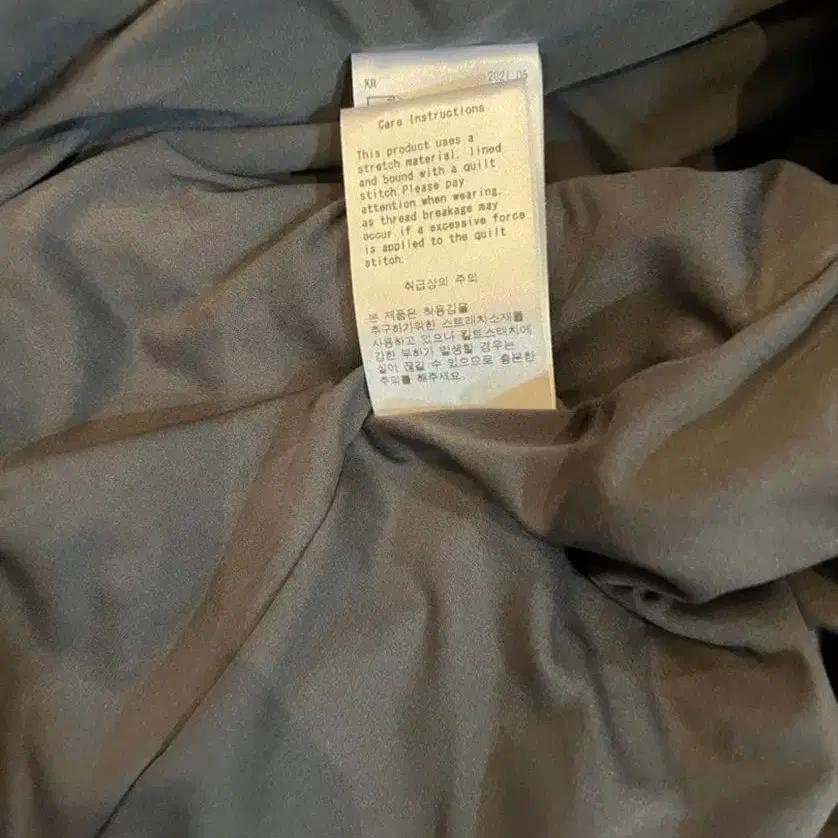 KR 2021.05
Care Instructions
This product uses a
stretch material, lined
and bound with a quilt
stitch.Please pay
attention when wearing,
as thread breakage may
occur if a excessive force
is applied to the quilt
stitch.
취급상의 주의
본 제품은 착용감을
추구하기위한 스트래치소재를
사용하고 있으나 킬트스텍치에
강한 부하가 발생할 경우는
실이 끊길 수 있으므로 충분한
주의를 해주세요.